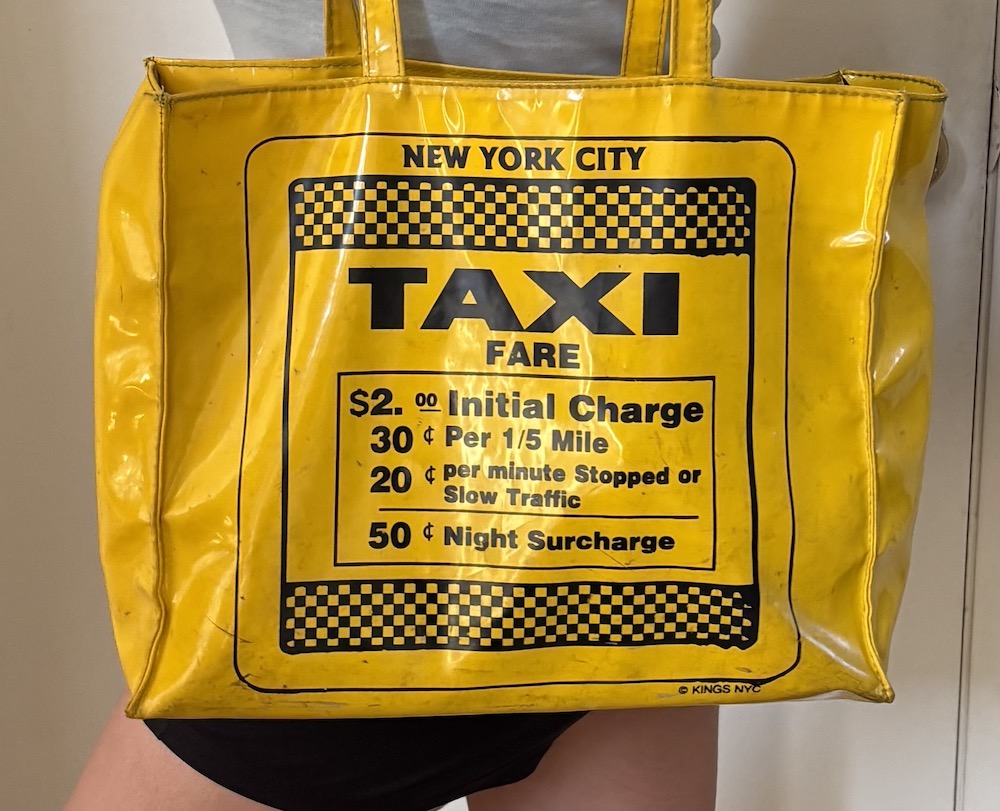 NEW YORK CITY
TAXI
FARE
$2. 00 Initial Charge
30 ¢ Per 1/5 Mile
20 ¢ per minute Stopped or
Slow Traffic
50 ¢ Night Surcharge
© KINGS NYC